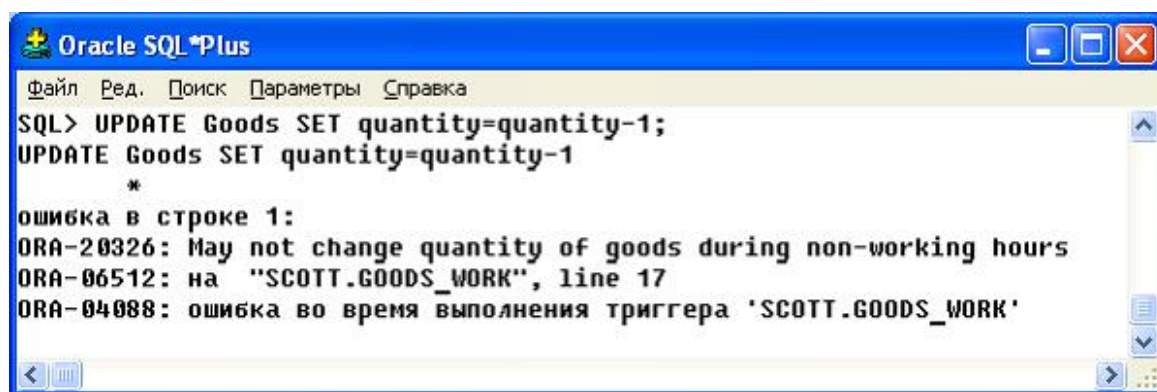 Oracle SQL*Plus
Файл Ред. Поиск Параметры Справка
SQL> UPDATE Goods SET quantity=quantity-1;
UPDATE Goods SET quantity=quantity-1
*
ошибка в строке 1:
ORA-20326: May not change quantity of goods during non-working hours
ORA-06512: на "SCOTT.GOODS_WORK", line 17
ORA-04088: ошибка во время выполнения триггера 'SCOTT.GOODS_WORK'